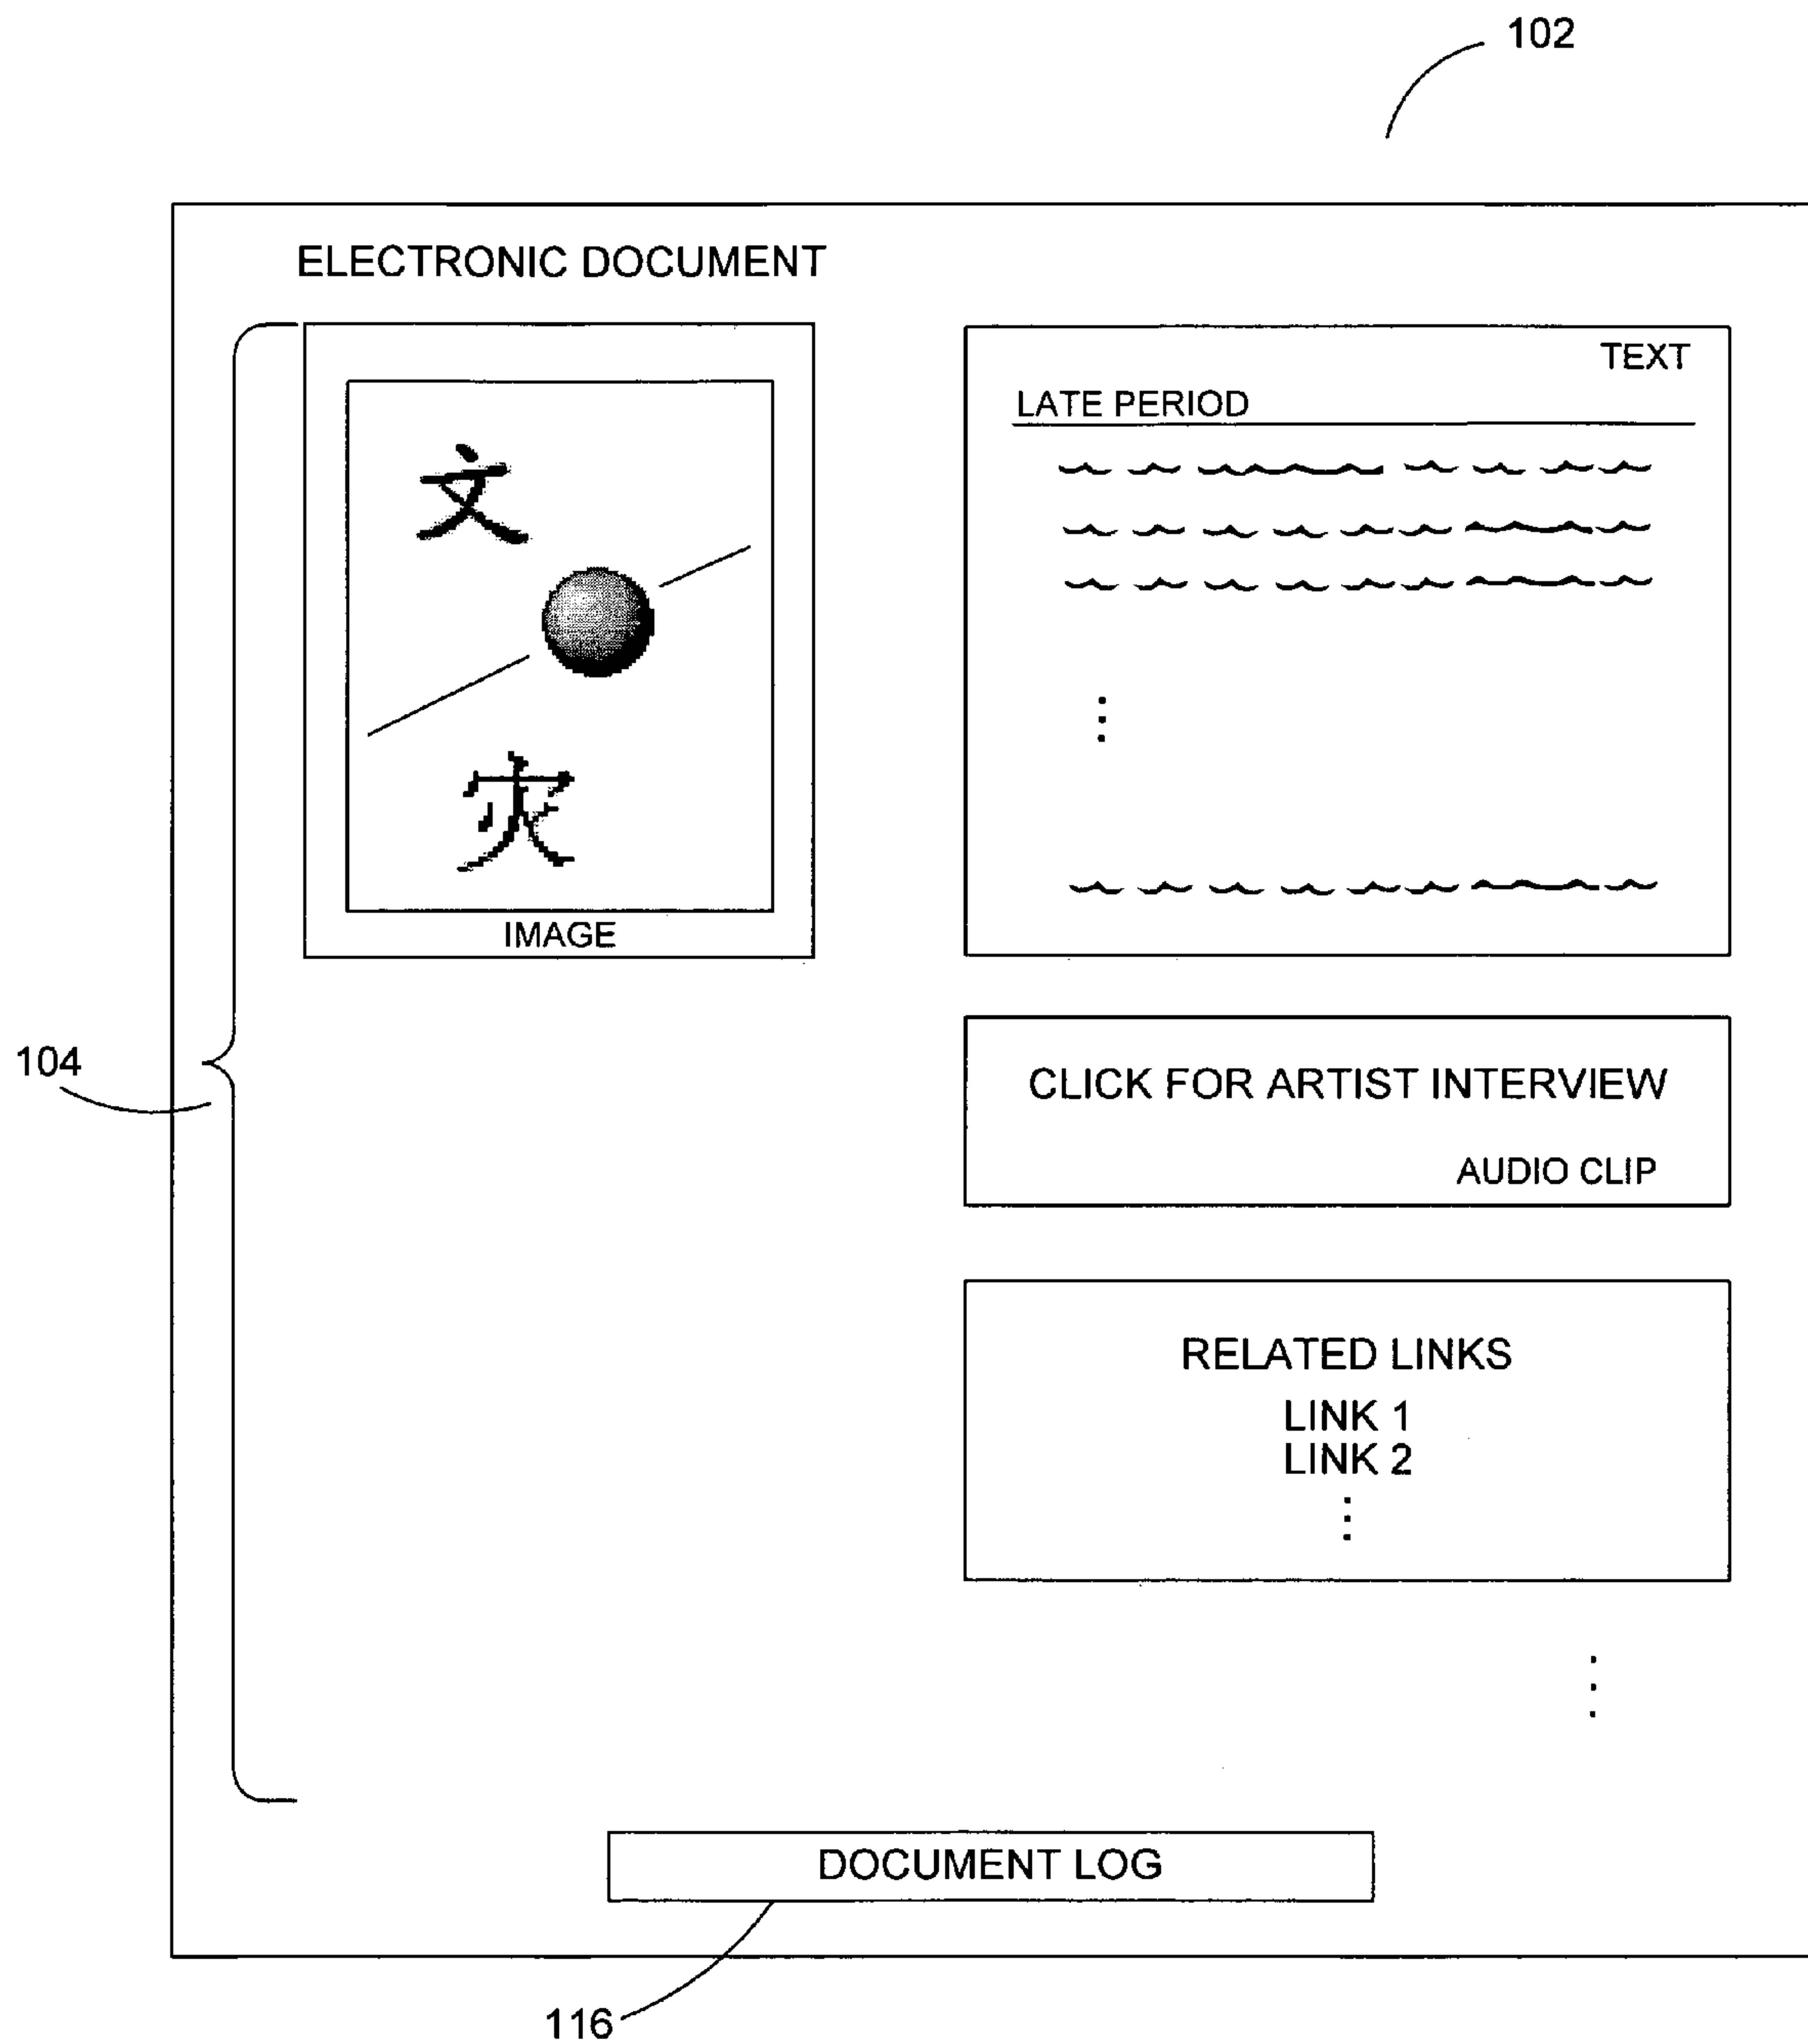 102
ELECTRONIC DOCUMENT
文
灾
IMAGE
TEXT
LATE PERIOD
104
CLICK FOR ARTIST INTERVIEW
AUDIO CLIP
RELATED LINKS
LINK 1
LINK 2
DOCUMENT LOG
116